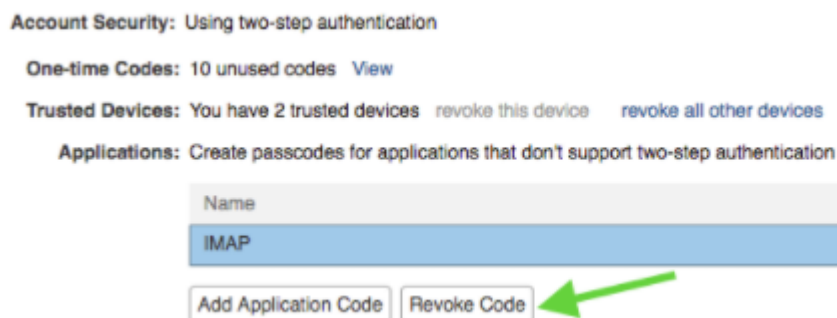 Account Security: Using two-step authentication
One-time Codes: 10 unused codes View
Trusted Devices: You have 2 trusted devices revoke this device revoke all other devices
Applications: Create passcodes for applications that don't support two-step authentication
Name
IMAP
Add Application Code Revoke Code